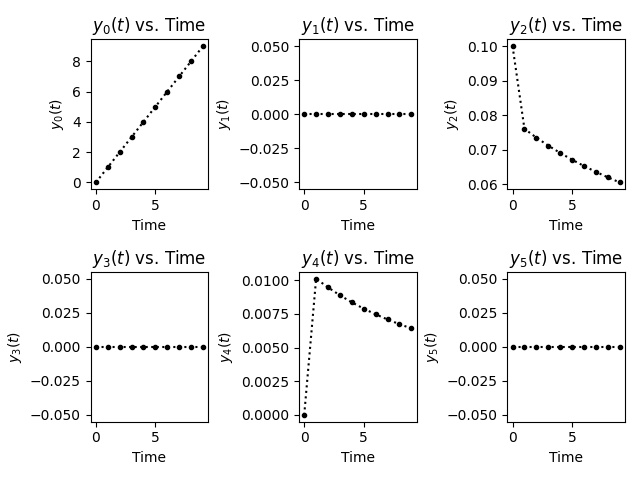 y₀(t) vs. Time
y₁(t) vs. Time
y₂(t) vs. Time
y₀(t)
8
6
4
2
0
0
5
Time
y₁(t)
0.050
0.025
0.000
−0.025
−0.050
0
5
Time
y₂(t)
0.10
0.09
0.08
0.07
0.06
0
5
Time
y₃(t) vs. Time
y₄(t) vs. Time
y₅(t) vs. Time
y₃(t)
0.050
0.025
0.000
−0.025
−0.050
0
5
Time
y₄(t)
0.0100
0.0075
0.0050
0.0025
0.0000
0
5
Time
y₅(t)
0.050
0.025
0.000
−0.025
−0.050
0
5
Time